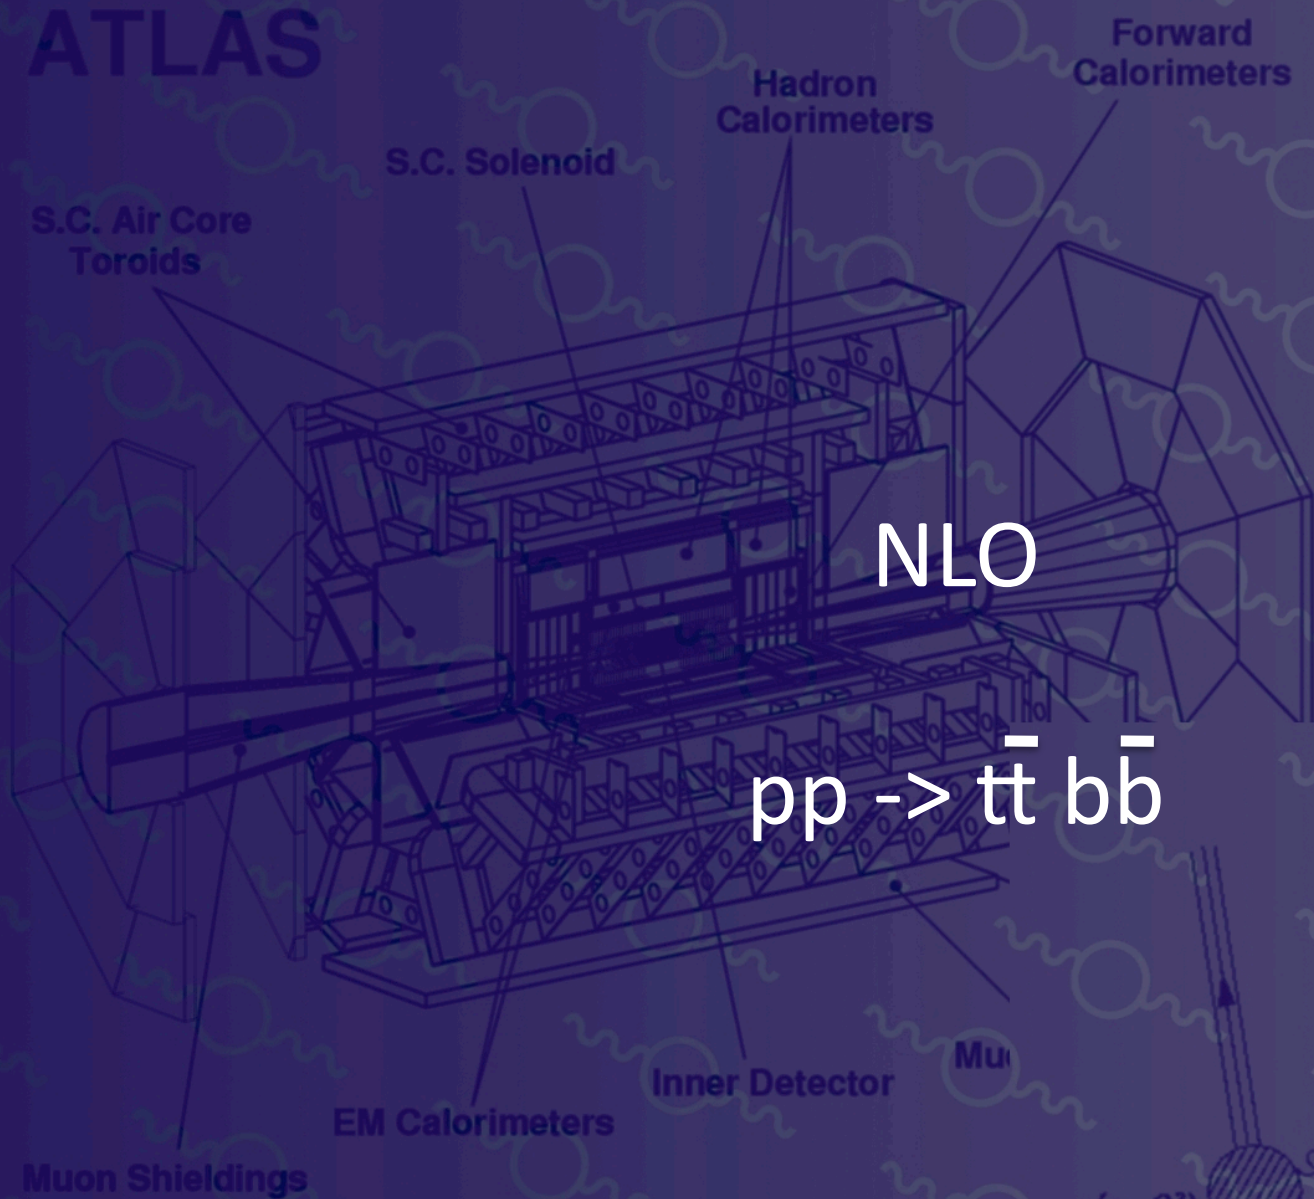 ATLAS
Forward
Calorimeters
Hadron
Calorimeters
S.C. Solenoid
S.C. Air Core
Toroids
NLO
pp -> tt̄ bb̄
Inner Detector
EM Calorimeters
Muon Shieldings